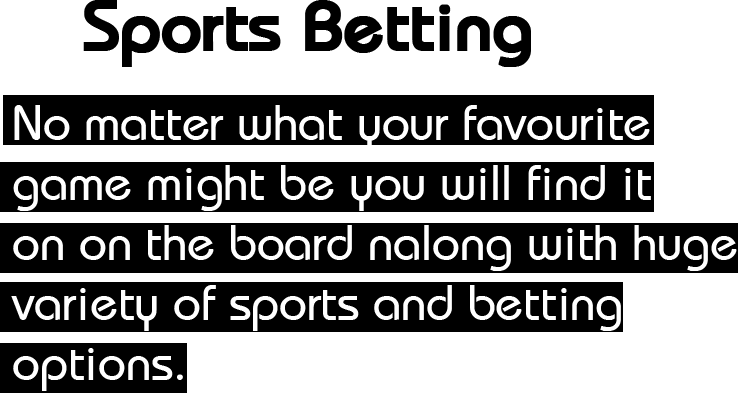 Sports Betting
No matter what your favourite
game might be you will find it
on on the board nalong with huge
variety of sports and betting
options.